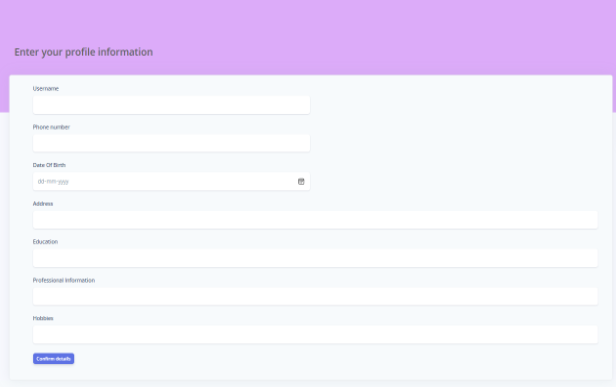 Enter your profile information
Username
Phone number
Date Of Birth
dd-mm-yyyy
Address
Education
Professional Information
Hobbies
Confirm details